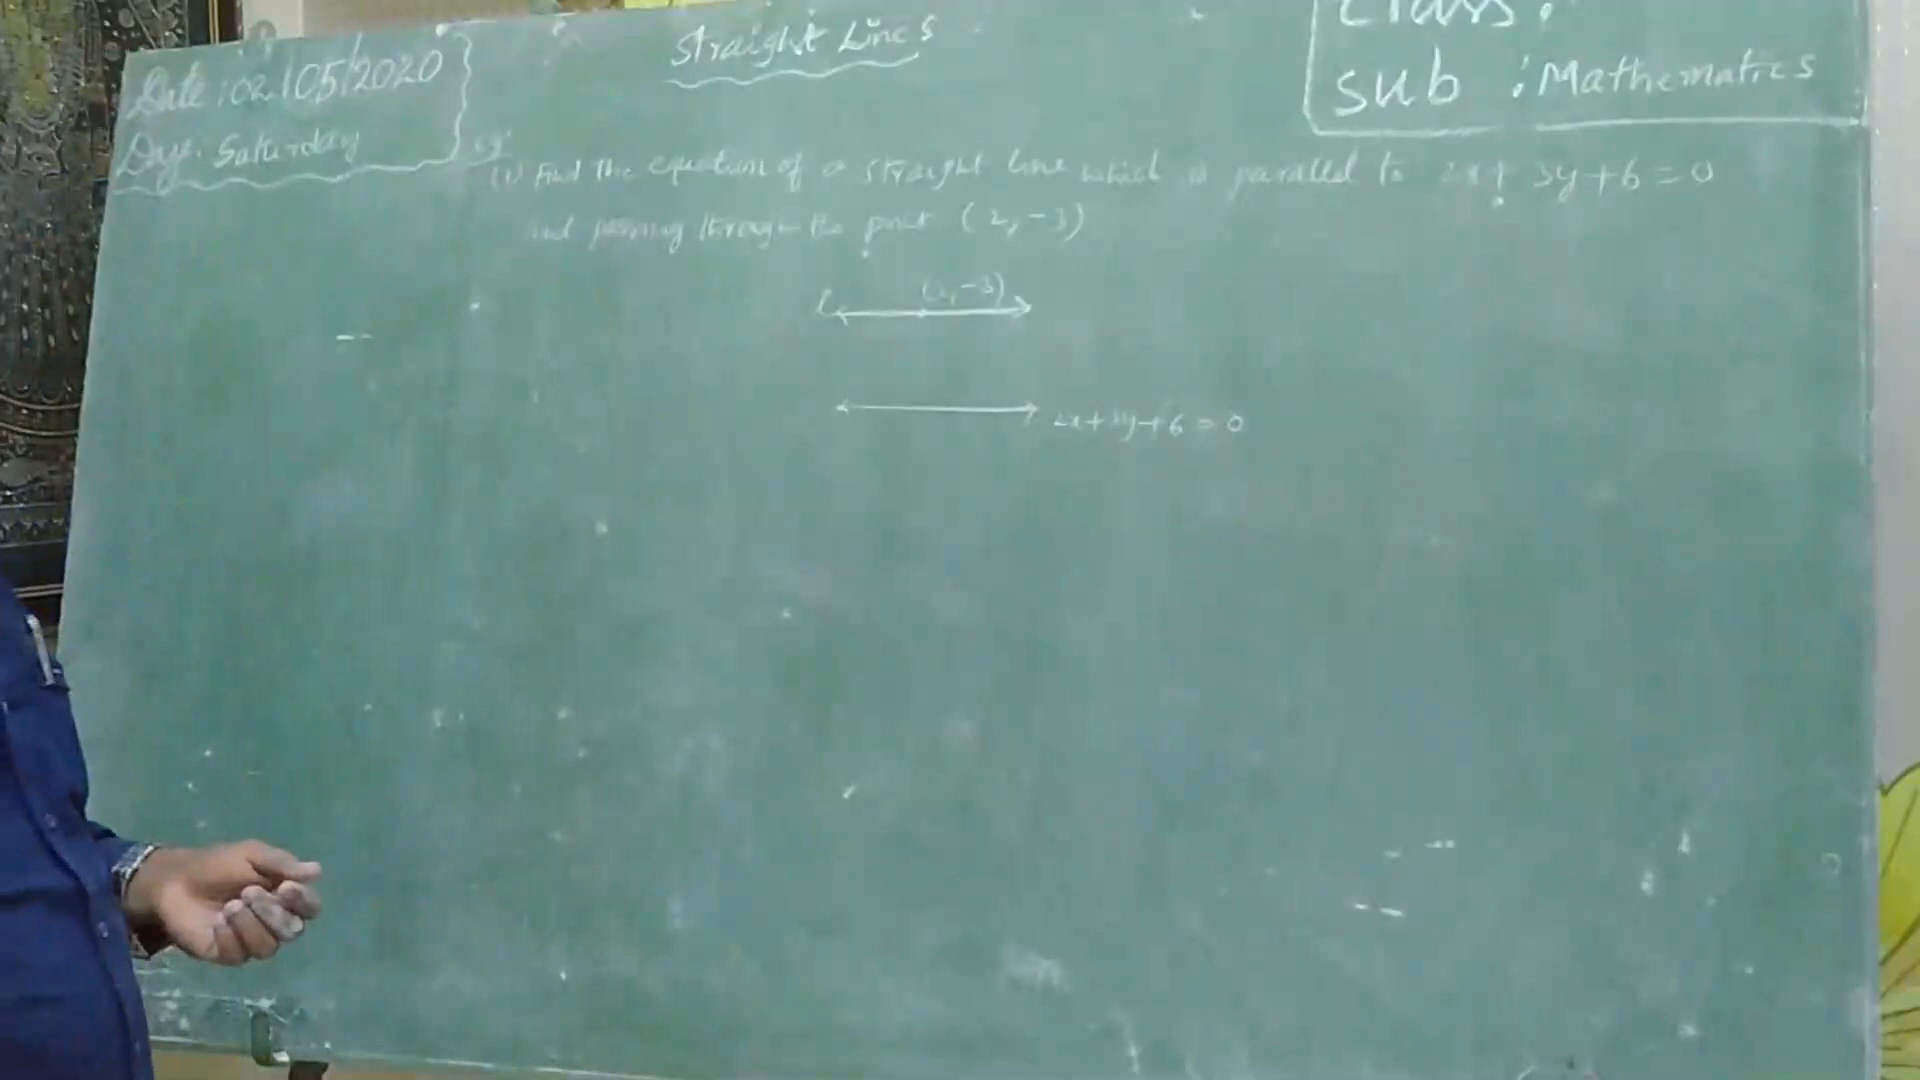 Straight Lines
Date : 02/05/2020
Day: Saturday
Class :
Sub : Mathematics
eg:
(1) Find the equation of a straight line which is parallel to 2x+3y+6=0
and passing through the point (2,-3)
(2,-3)
L
2x+3y+6=0